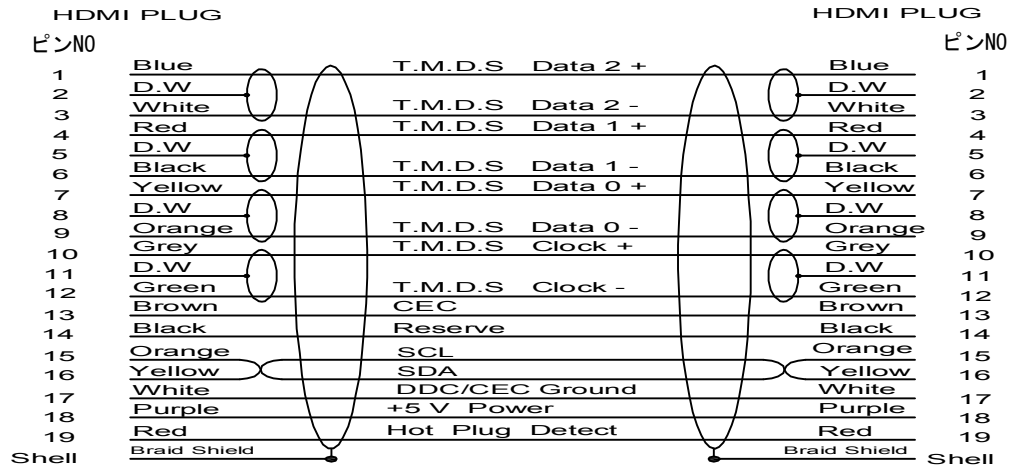 HDMI PLUG HDMI PLUG
ピンNO ピンNO
1 Blue T.M.D.S Data 2 + Blue 1
2 D.W D.W 2
3 White T.M.D.S Data 2 - White 3
4 Red T.M.D.S Data 1 + Red 4
5 D.W D.W 5
6 Black T.M.D.S Data 1 - Black 6
7 Yellow T.M.D.S Data 0 + Yellow 7
8 D.W D.W 8
9 Orange T.M.D.S Data 0 - Orange 9
10 Grey T.M.D.S Clock + Grey 10
11 D.W D.W 11
12 Green T.M.D.S Clock - Green 12
13 Brown CEC Brown 13
14 Black Reserve Black 14
15 Orange SCL Orange 15
16 Yellow SDA Yellow 16
17 White DDC/CEC Ground White 17
18 Purple +5 V Power Purple 18
19 Red Hot Plug Detect Red 19
Shell Braid Shield Braid Shield Shell